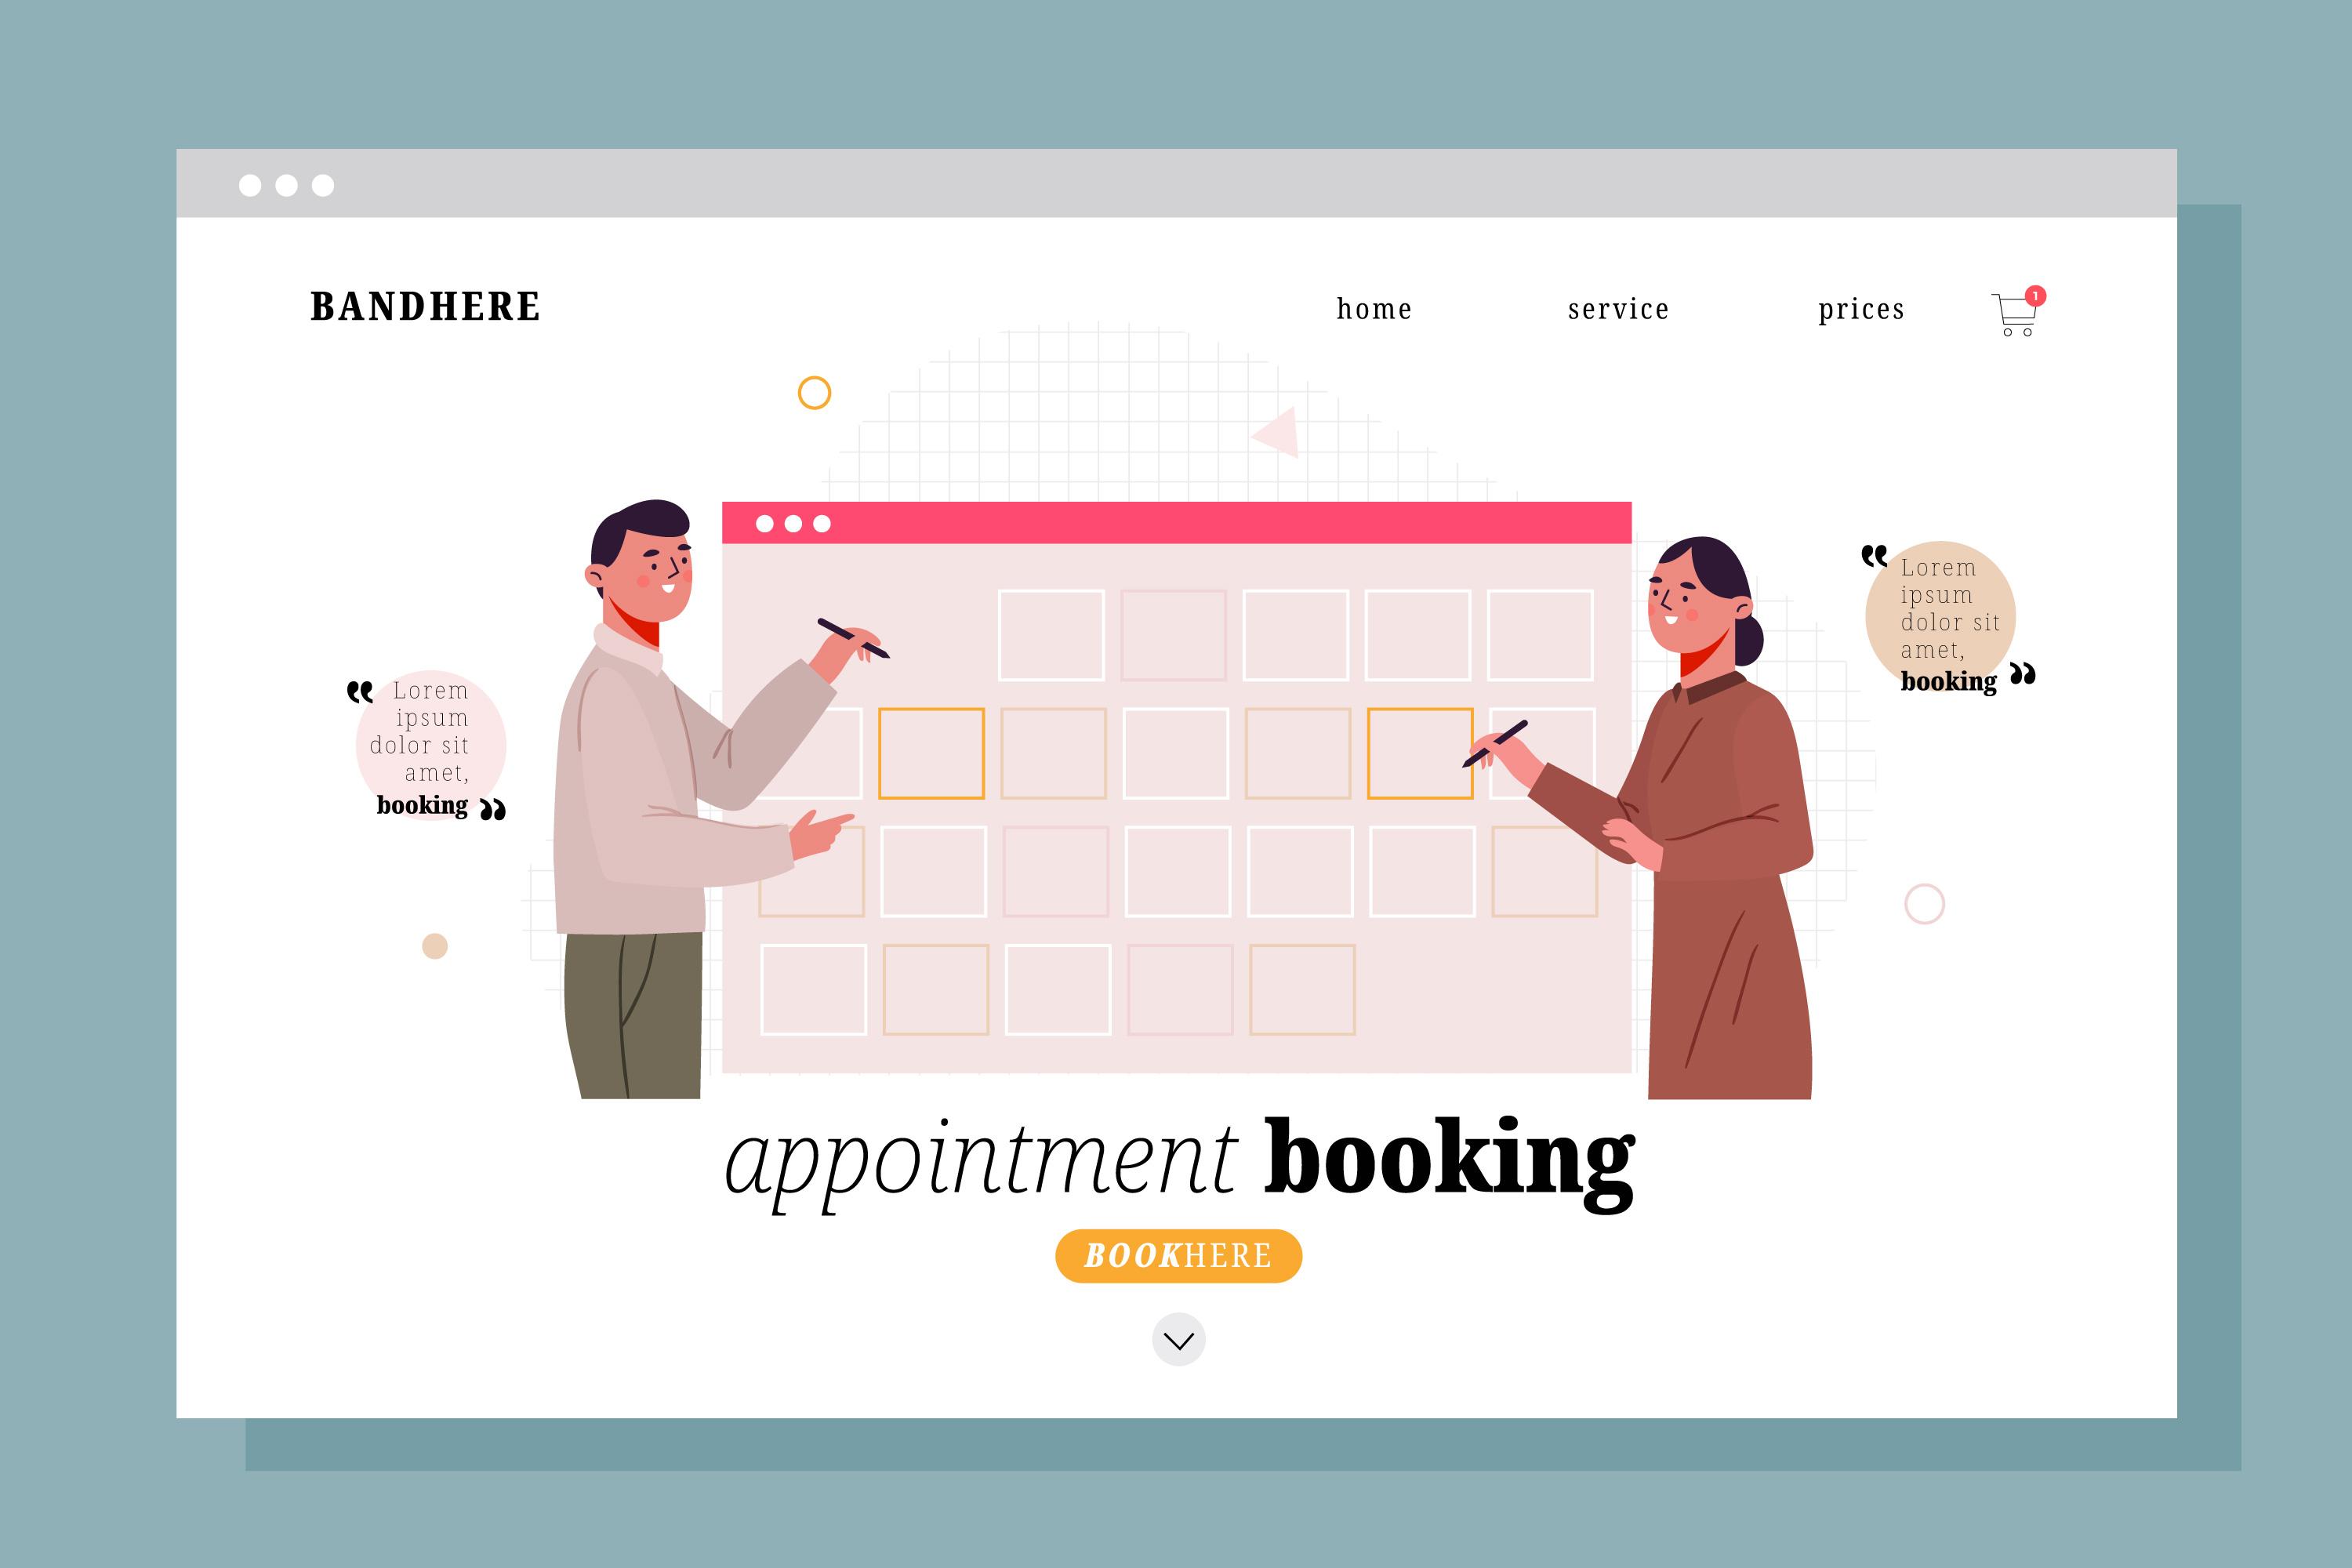 BANDHERE
home
service
prices
1
“ Lorem
ipsum
dolor sit
amet,
booking ”
“ Lorem
ipsum
dolor sit
amet,
booking ”
appointment booking
BOOKHERE